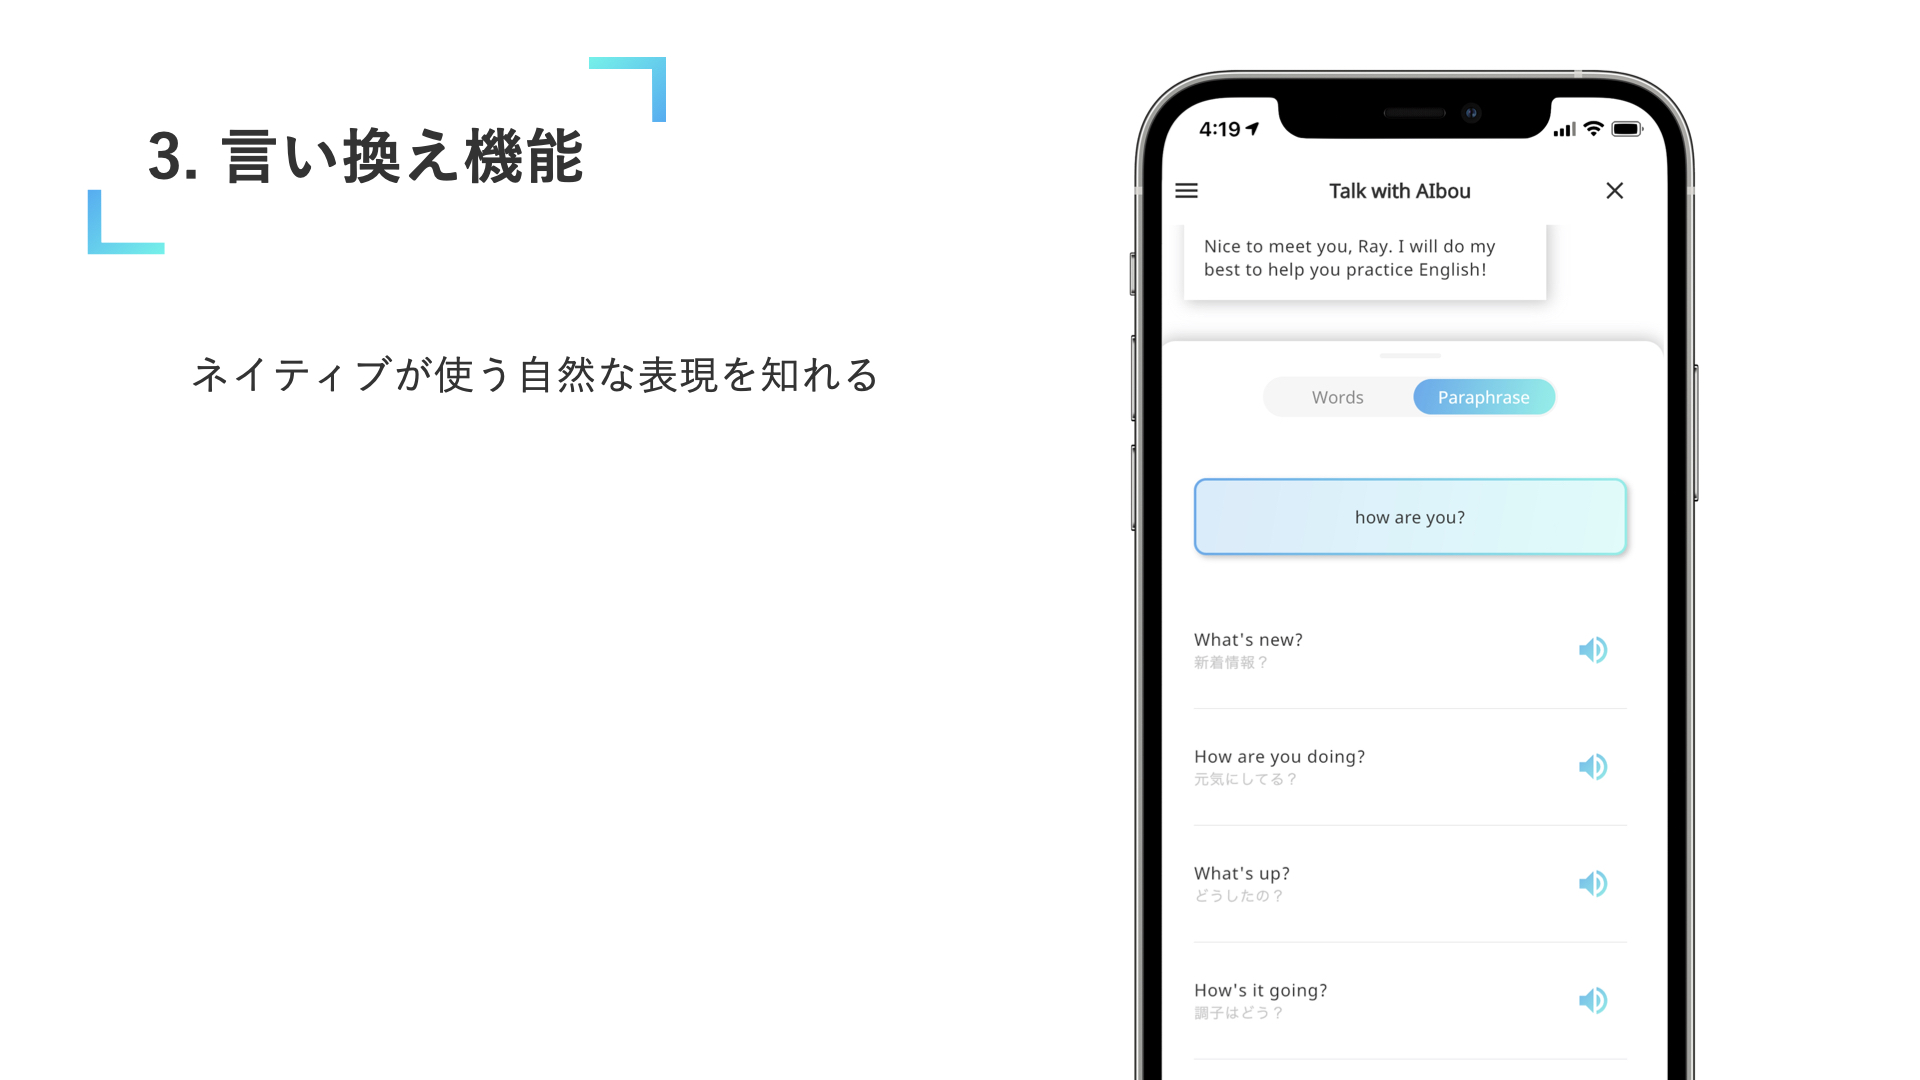 3. 言い換え機能
ネイティブが使う自然な表現を知れる
4:19
Talk with AIbou
Nice to meet you, Ray. I will do my
best to help you practice English!
Words
Paraphrase
how are you?
What's new?
新着情報？
How are you doing?
元気にしてる？
What's up?
どうしたの？
How's it going?
調子はどう？